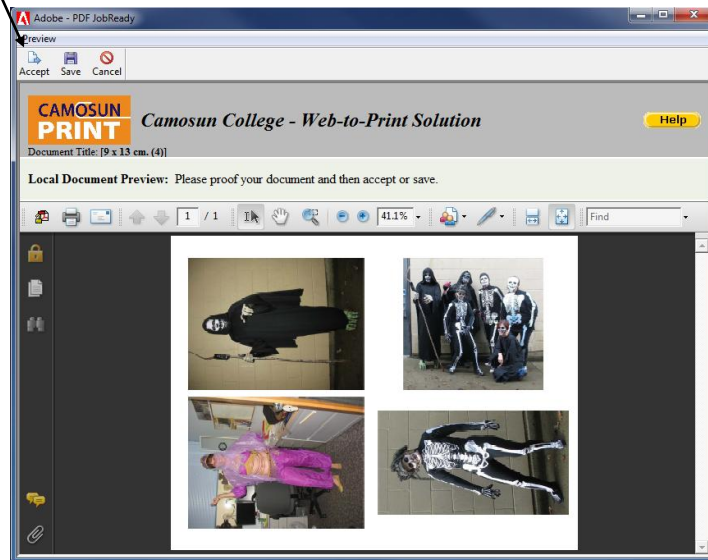 Adobe - PDF JobReady
Preview
Accept Save Cancel
CAMOSUN
PRINT
Camosun College - Web-to-Print Solution
Help
Document Title: [9 x 13 cm. (4)]
Local Document Preview: Please proof your document and then accept or save.
1 / 1 41.1% Find